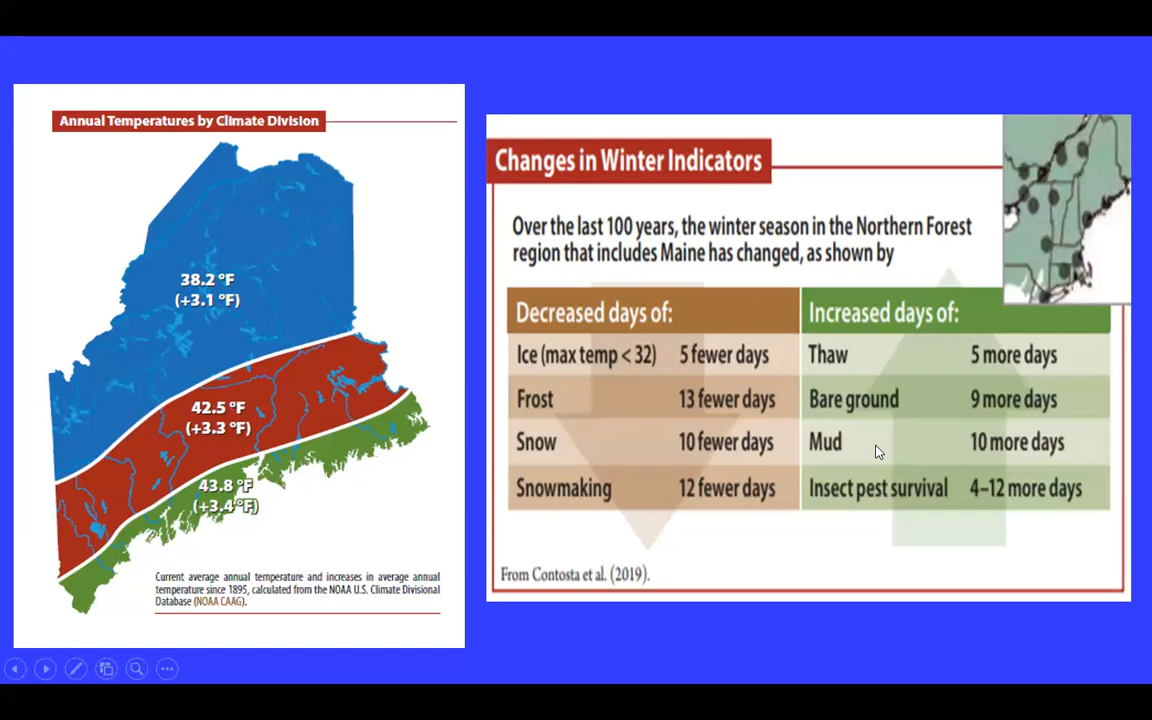 Annual Temperatures by Climate Division
38.2 °F
(+3.1 °F)
42.5 °F
(+3.3 °F)
43.8 °F
(+3.4 °F)
Current average annual temperature and increases in average annual
temperature since 1895, calculated from the NOAA U.S. Climate Divisional
Database (NOAA CAAG).
Changes in Winter Indicators
Over the last 100 years, the winter season in the Northern Forest
region that includes Maine has changed, as shown by
Decreased days of: Increased days of:
Ice (max temp < 32) 5 fewer days Thaw 5 more days
Frost 13 fewer days Bare ground 9 more days
Snow 10 fewer days Mud 10 more days
Snowmaking 12 fewer days Insect pest survival 4–12 more days
From Contosta et al. (2019).